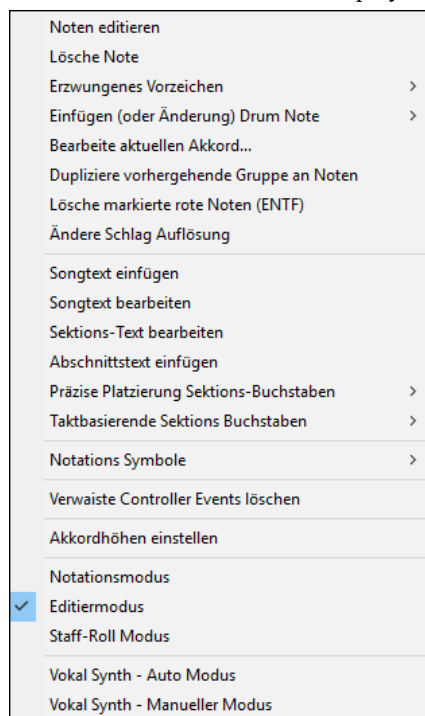 Noten editieren
Lösche Note
Erzwungenes Vorzeichen
Einfügen (oder Änderung) Drum Note
Bearbeite aktuellen Akkord...
Dupliziere vorhergehende Gruppe an Noten
Lösche markierte rote Noten (ENTF)
Ändere Schlag Auflösung
Songtext einfügen
Songtext bearbeiten
Sektions-Text bearbeiten
Abschnittstext einfügen
Präzise Platzierung Sektions-Buchstaben
Taktbasierende Sektions Buchstaben
Notations Symbole
Verwaiste Controller Events löschen
Akkordhöhen einstellen
Notationsmodus
Editiermodus
Staff-Roll Modus
Vokal Synth - Auto Modus
Vokal Synth - Manueller Modus